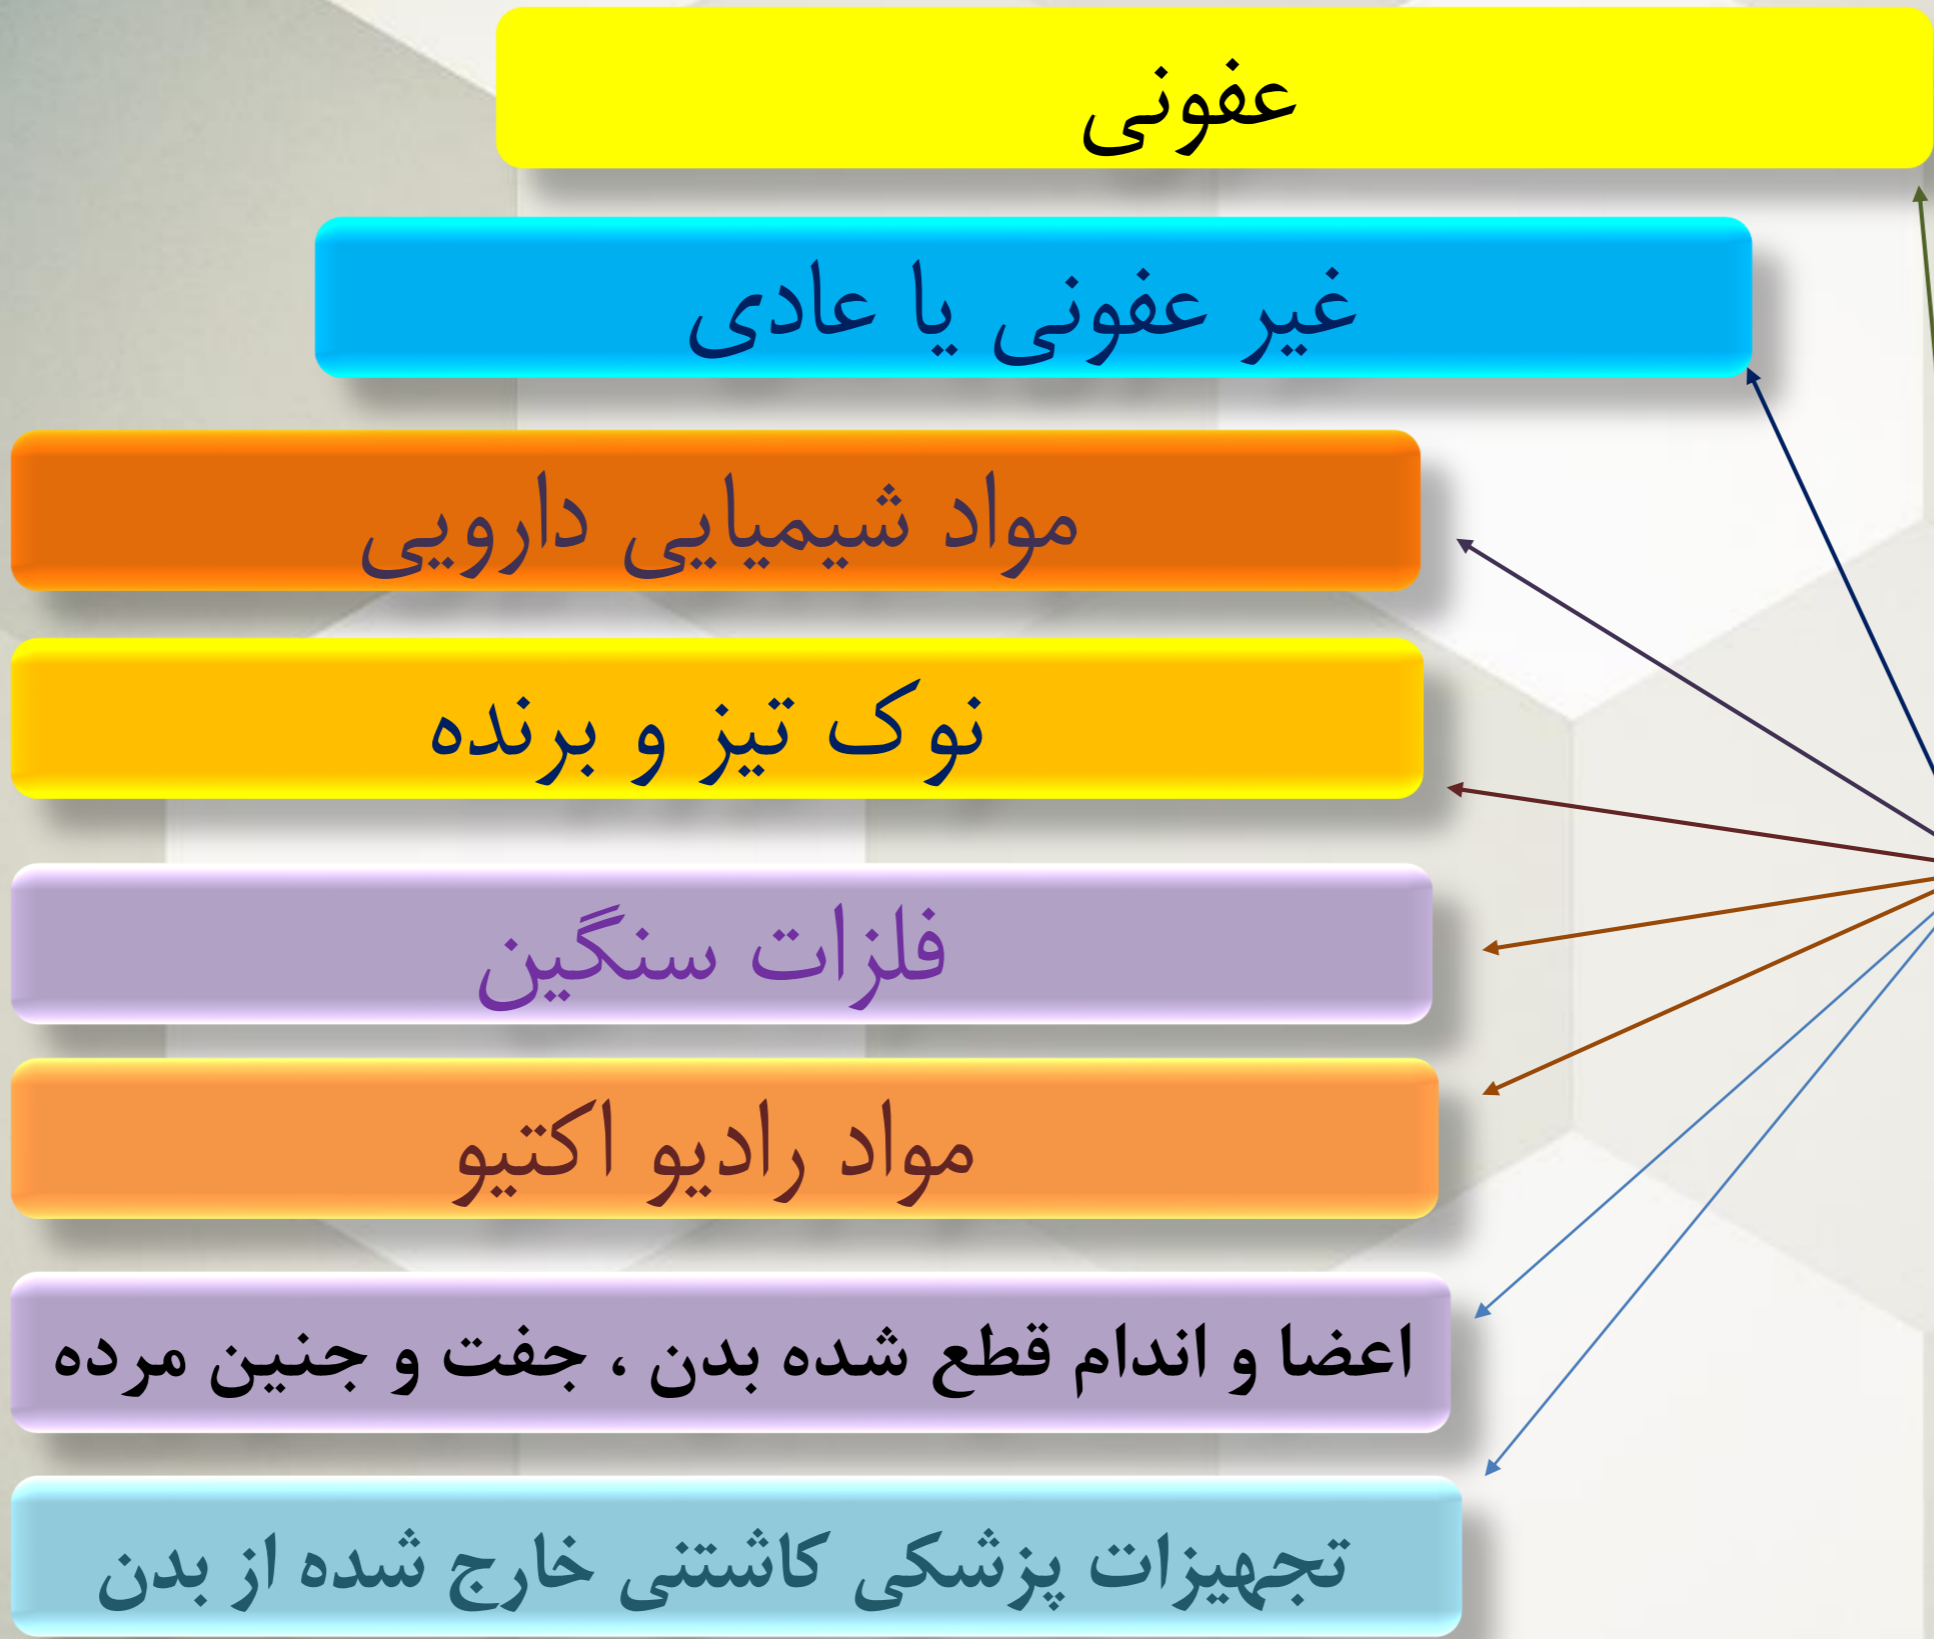 عفونی
غیر عفونی یا عادی
مواد شیمیایی دارویی
نوک تیز و برنده
فلزات سنگین
مواد رادیو اکتیو
اعضا و اندام قطع شده بدن ، جفت و جنین مرده
تجهیزات پزشکی کاشتنی خارج شده از بدن